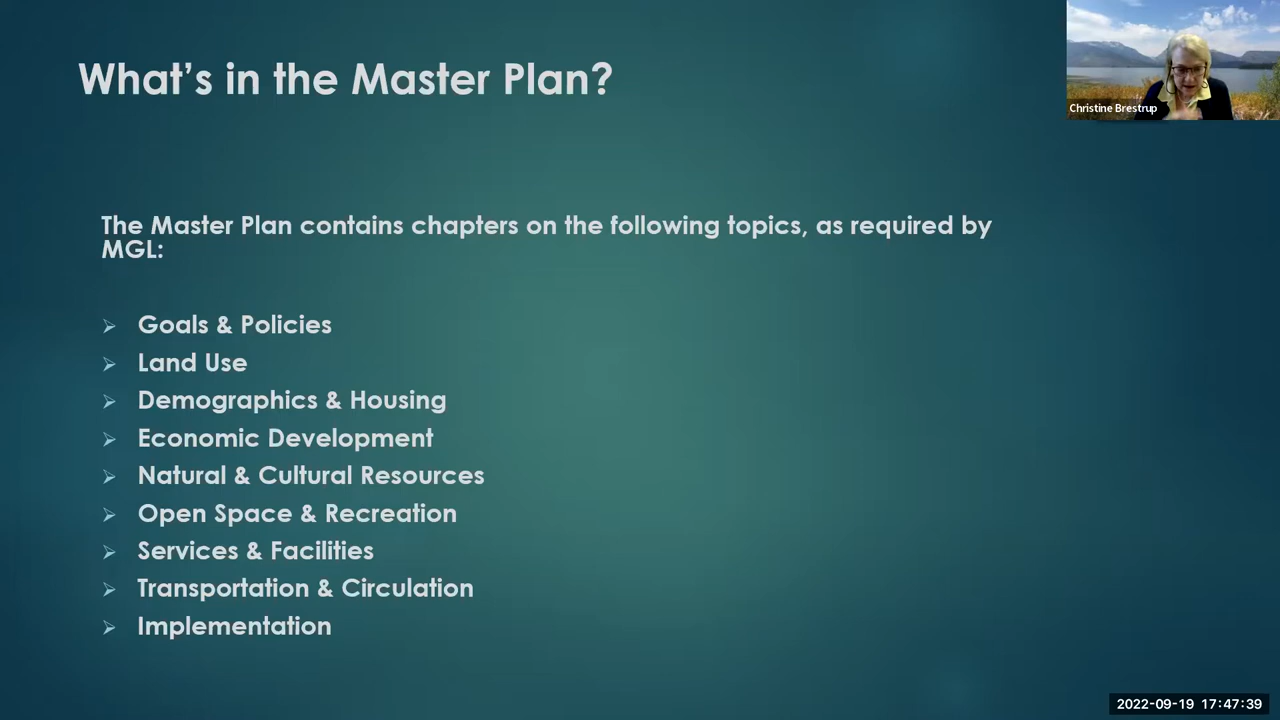 What's in the Master Plan?
Christine Brestrup
The Master Plan contains chapters on the following topics, as required by
MGL:
Goals & Policies
Land Use
Demographics & Housing
Economic Development
Natural & Cultural Resources
Open Space & Recreation
Services & Facilities
Transportation & Circulation
Implementation
2022-09-19 17:47:39